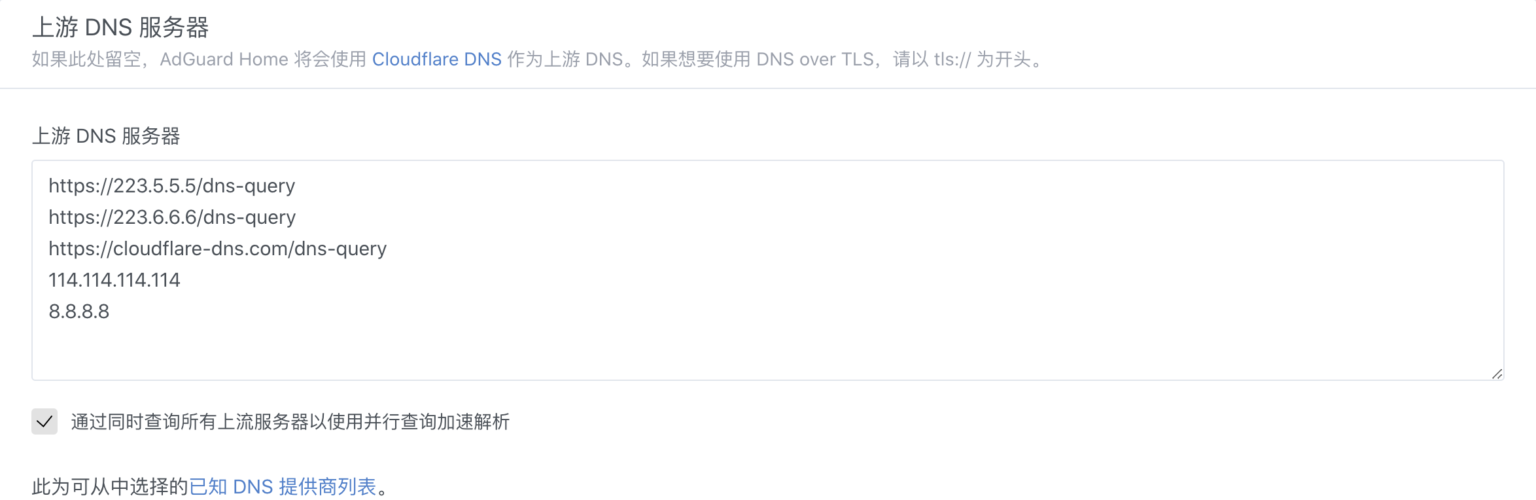 上游 DNS 服务器
如果此处留空，AdGuard Home 将会使用 Cloudflare DNS 作为上游 DNS。如果想要使用 DNS over TLS，请以 tls:// 为开头。
上游 DNS 服务器
https://223.5.5.5/dns-query
https://223.6.6.6/dns-query
https://cloudflare-dns.com/dns-query
114.114.114.114
8.8.8.8
通过同时查询所有上流服务器以使用并行查询加速解析
此为可从中选择的已知 DNS 提供商列表。